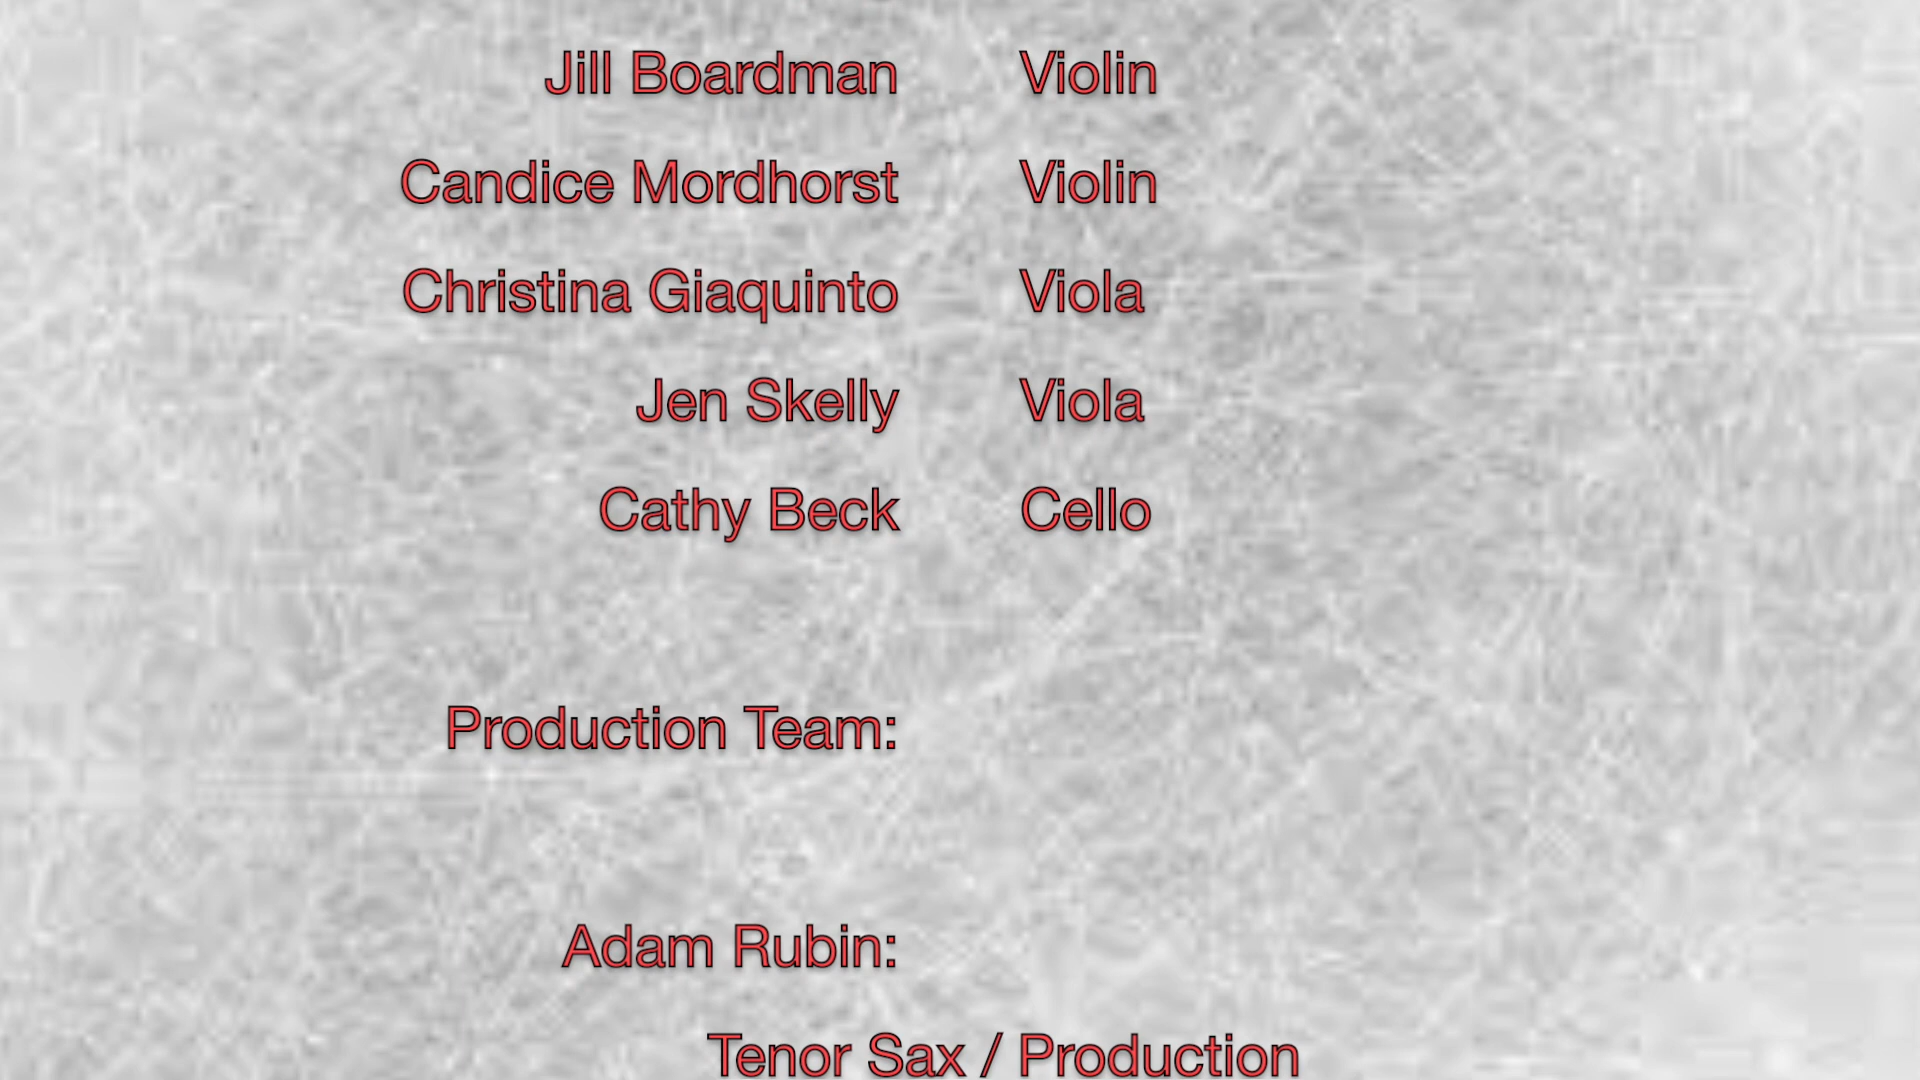 Jill Boardman Violin
Candice Mordhorst Violin
Christina Giaquinto Viola
Jen Skelly Viola
Cathy Beck Cello
Production Team:
Adam Rubin:
Tenor Sax / Production